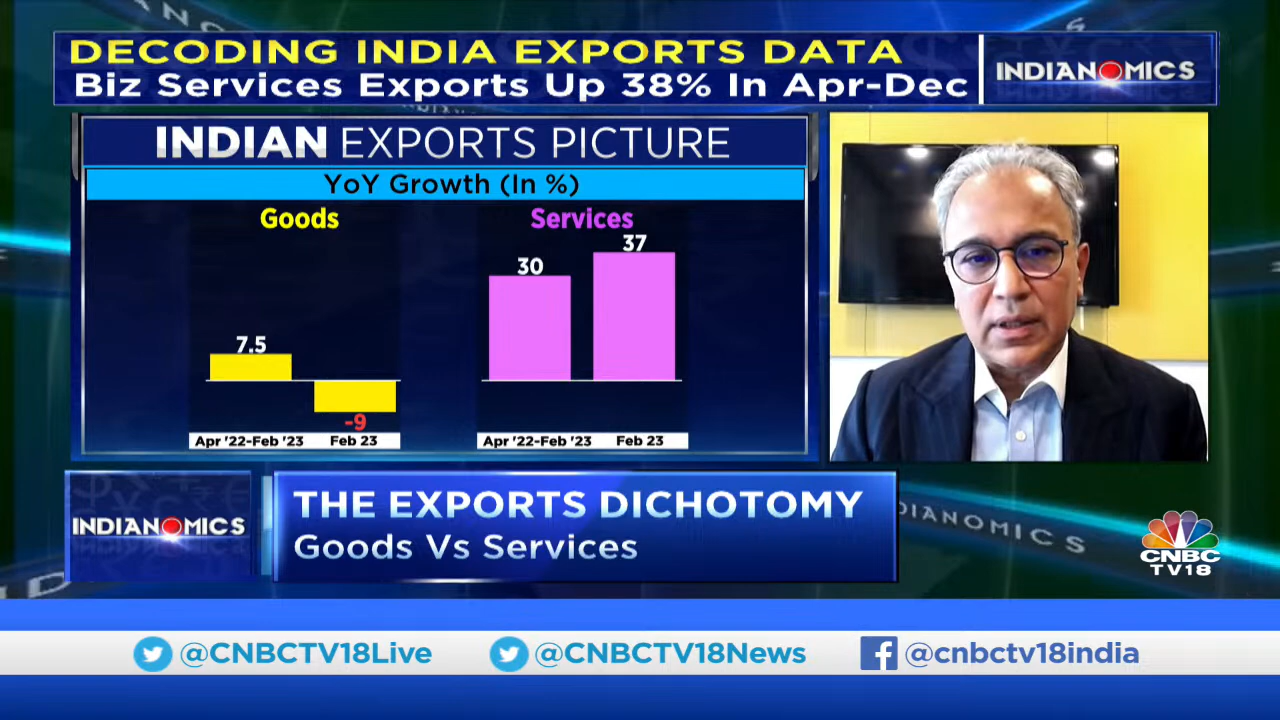 DECODING INDIA EXPORTS DATA
Biz Services Exports Up 38% In Apr-Dec
INDIANOMICS
INDIAN EXPORTS PICTURE
YoY Growth (In %)
Goods
7.5
-9
Apr '22-Feb '23 Feb 23
Services
30
37
Apr '22-Feb '23 Feb 23
INDIANOMICS
THE EXPORTS DICHOTOMY
Goods Vs Services
DIANOMICS
CNBC
TV18
@CNBCTV18Live @CNBCTV18News @cnbctv18india